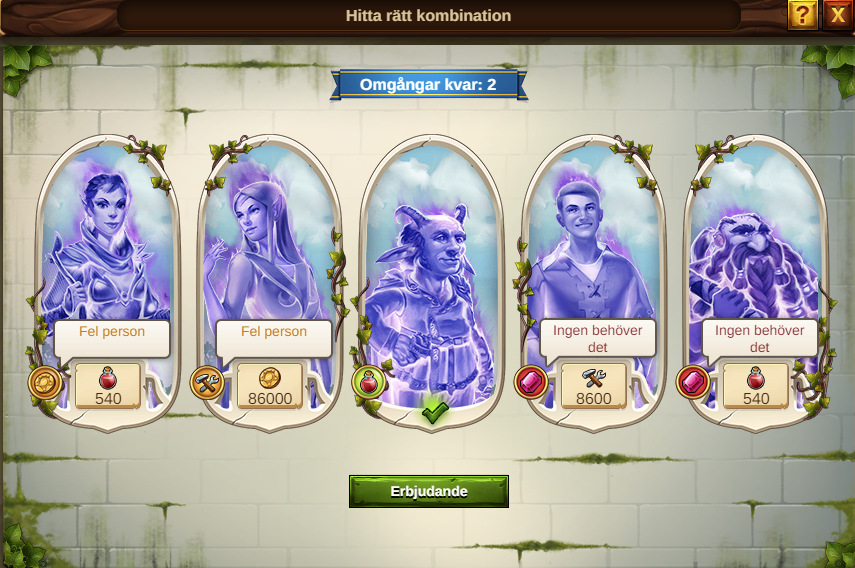 Hitta rätt kombination
?
X
Omgångar kvar: 2
Fel person
Fel person
Ingen behöver
det
Ingen behöver
det
540
86000
8600
540
Erbjudande